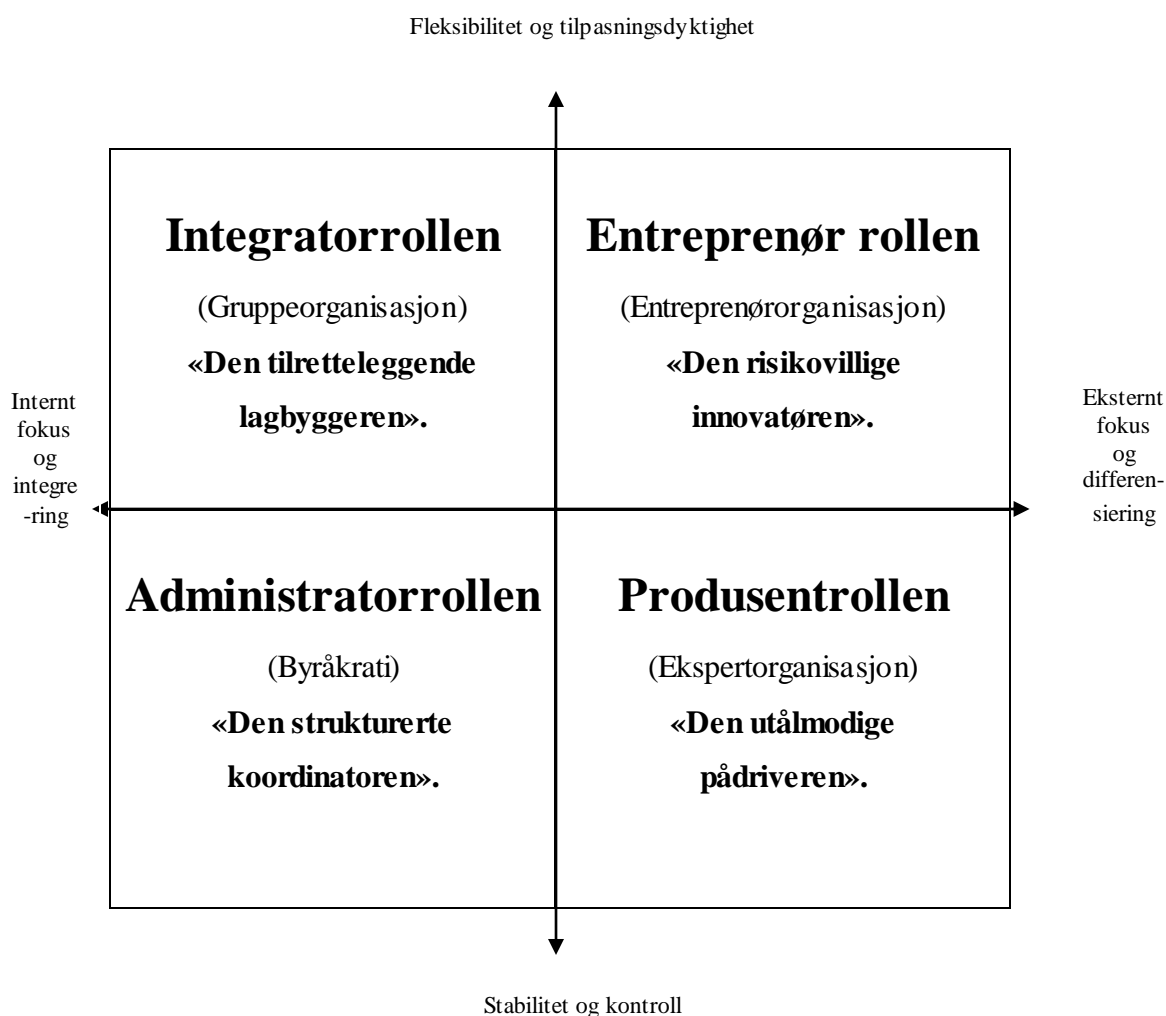 Fleksibilitet og tilpasningsdyktighet
Integratorrollen
(Gruppeorganisasjon)
«Den tilretteleggende
lagbyggeren».
Entreprenør rollen
(Entreprenørorganisasjon)
«Den risikovillige
innovatøren».
Internt
fokus
og
integre
-ring
Eksternt
fokus
og
differen-
siering
Administratorrollen
(Byråkrati)
«Den strukturerte
koordinatoren».
Produsentrollen
(Ekspertorganisasjon)
«Den utålmodige
pådriveren».
Stabilitet og kontroll